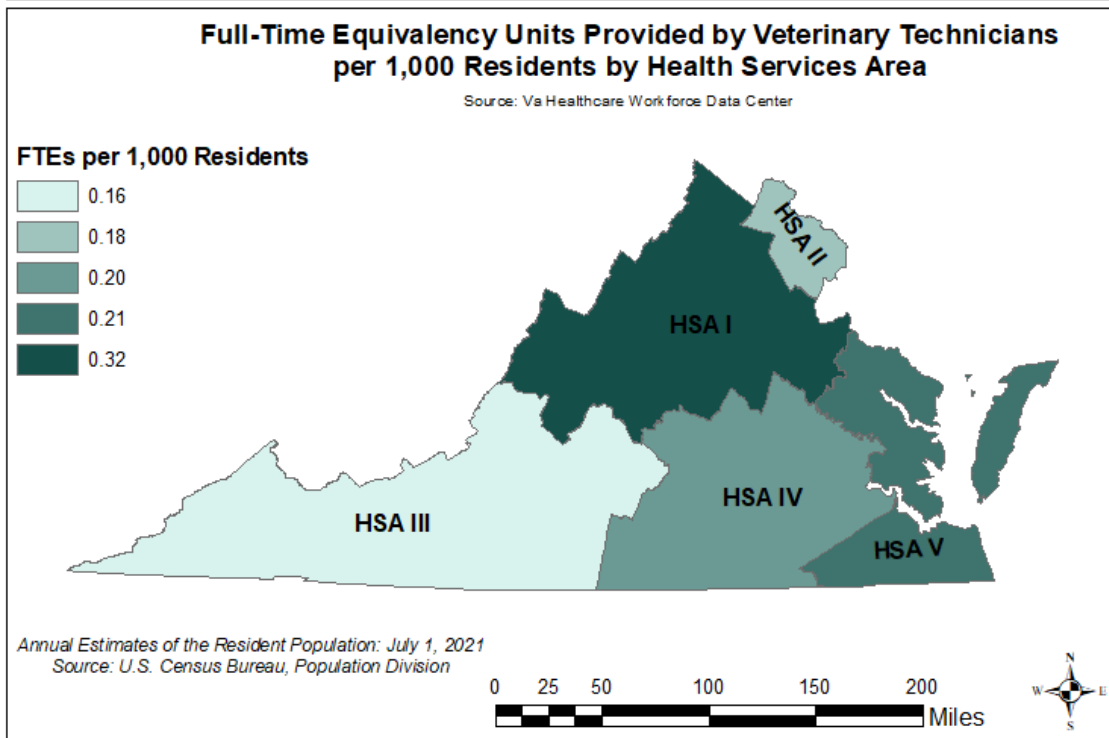 Full-Time Equivalency Units Provided by Veterinary Technicians
per 1,000 Residents by Health Services Area
Source: Va Healthcare Workforce Data Center
FTEs per 1,000 Residents
0.16
0.18
0.20
0.21
0.32
HSA II
HSA I
HSA IV
HSA III
HSA V
Annual Estimates of the Resident Population: July 1, 2021
Source: U.S. Census Bureau, Population Division
0 25 50 100 150 200
Miles
N
W E
S